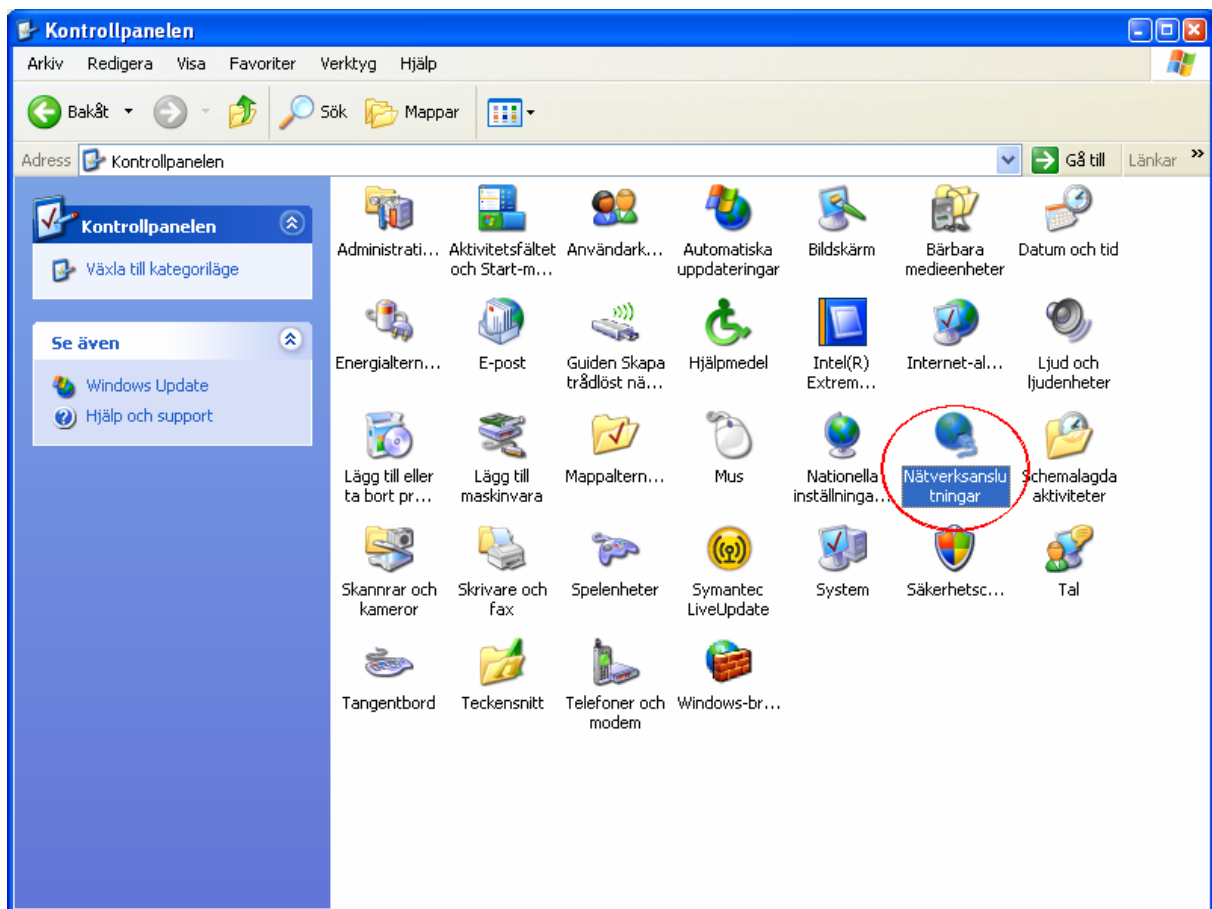 Kontrollpanelen
Arkiv Redigera Visa Favoriter Verktyg Hjälp
Bakåt Sök Mappar
Adress Kontrollpanelen Gå till Länkar »
Kontrollpanelen
Växla till kategoriläge
Se även
Windows Update
Hjälp och support
Administrati... Aktivitetsfältet Användark... Automatiska Bildskärm Bärbara Datum och tid
och Start-m... uppdateringar medieenheter
Energialtern... E-post Guiden Skapa Hjälpmedel Intel(R) Internet-al... Ljud och
trådlöst nä... Extrem... ljudenheter
Lägg till eller Lägg till Mappaltern... Mus Nationella Nätverksanslu Schemalagda
ta bort pr... maskinvara inställninga... tningar aktiviteter
Skannrar och Skrivare och Spelenheter Symantec System Säkerhetsc... Tal
kameror fax LiveUpdate
Tangentbord Teckensnitt Telefoner och Windows-br...
modem